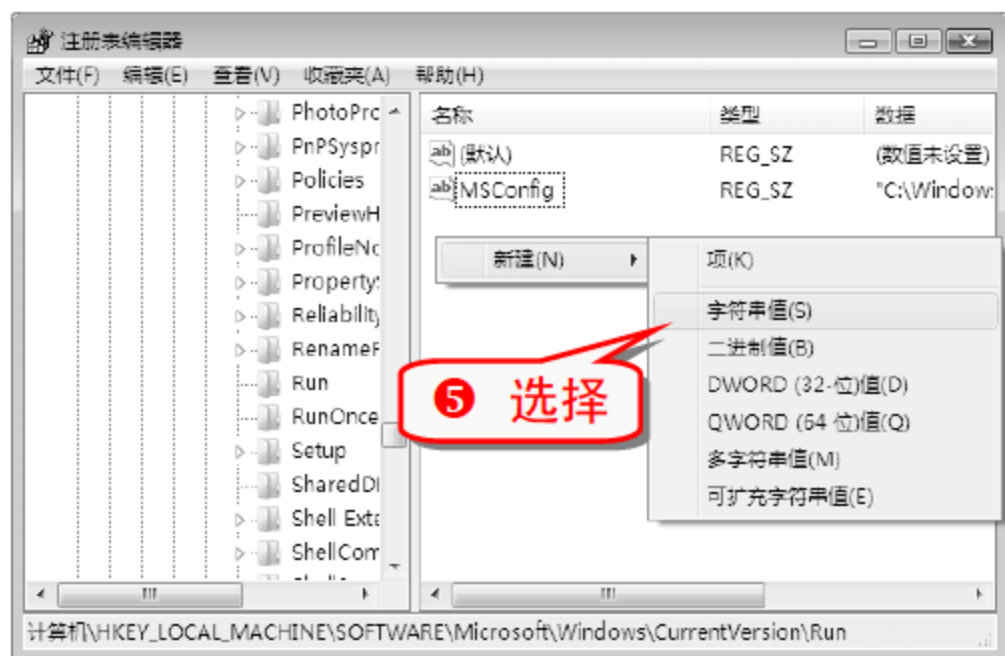 注册表编辑器
文件(F) 编辑(E) 查看(V) 收藏夹(A) 帮助(H)
PhotoPrc
PnPSyspr
Policies
PreviewH
ProfileNc
Property
Reliability
RenameF
Run
RunOnce
Setup
SharedDl
Shell Exte
ShellCom
名称 类型 数据
(默认) REG_SZ (数值未设置)
MSConfig REG_SZ "C:\Window
新建(N)
项(K)
字符串值(S)
二进制值(B)
DWORD (32-位)值(D)
QWORD (64 位)值(Q)
多字符串值(M)
可扩充字符串值(E)
❺ 选择
计算机\HKEY_LOCAL_MACHINE\SOFTWARE\Microsoft\Windows\CurrentVersion\Run